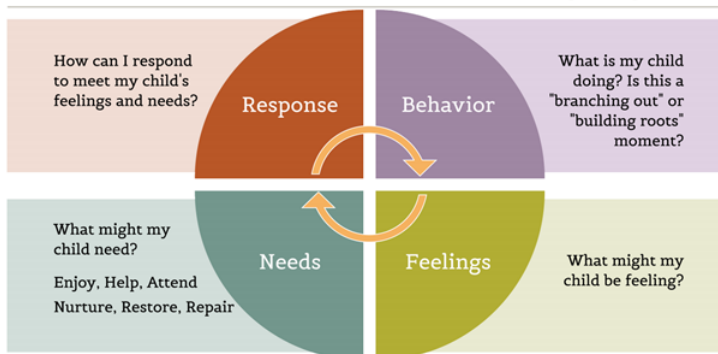 How can I respond
to meet my child's
feelings and needs?
Response
Behavior
What is my child
doing? Is this a
"branching out" or
"building roots"
moment?
What might my
child need?
Enjoy, Help, Attend
Nurture, Restore, Repair
Needs
Feelings
What might my
child be feeling?